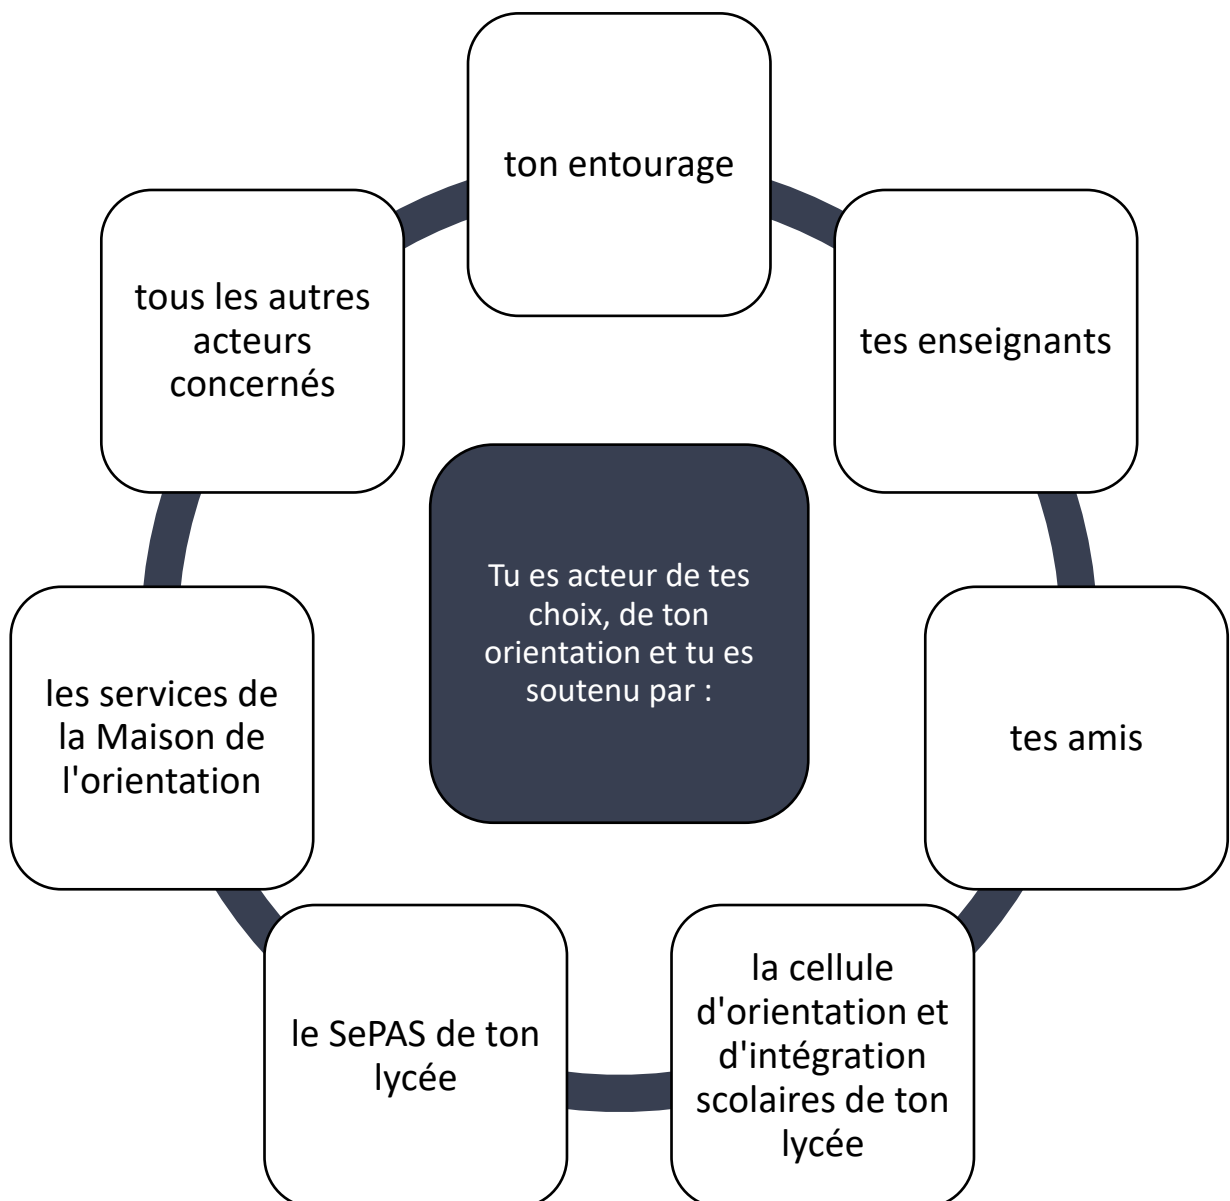 ton entourage
tes enseignants
tes amis
la cellule
d'orientation et
d'intégration
scolaires de ton
lycée
le SePAS de ton
lycée
les services de
la Maison de
l'orientation
tous les autres
acteurs
concernés
Tu es acteur de tes
choix, de ton
orientation et tu es
soutenu par :